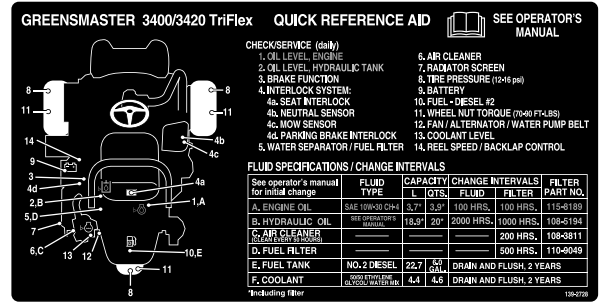 GREENSMASTER 3400/3420 TriFlex QUICK REFERENCE AID SEE OPERATOR'S MANUAL
CHECK/SERVICE (daily)
1. OIL LEVEL, ENGINE
2. OIL LEVEL, HYDRAULIC TANK
3. BRAKE FUNCTION
4. INTERLOCK SYSTEM:
4a. SEAT INTERLOCK
4b. NEUTRAL SENSOR
4c. MOW SENSOR
4d. PARKING BRAKE INTERLOCK
5. WATER SEPARATOR / FUEL FILTER
6. AIR CLEANER
7. RADIATOR SCREEN
8. TIRE PRESSURE (12-16 psi)
9. BATTERY
10. FUEL - DIESEL #2
11. WHEEL NUT TORQUE (70-90 FT-LBS)
12. FAN / ALTERNATOR / WATER PUMP BELT
13. COOLANT LEVEL
14. REEL SPEED / BACKLAP CONTROL
8
11
8
11
14
9
3
4d
2,B
5,D
7
6,C
13
12
4b
4c
4a
1,A
10,E
11
8
FLUID SPECIFICATIONS / CHANGE INTERVALS
See operator's manual for initial change FLUID TYPE CAPACITY L QTS. CHANGE INTERVALS FLUID FILTER FILTER PART NO.
A. ENGINE OIL SAE 10W-30 CH-4 3.7* 3.9* 100 HRS. 100 HRS. 115-8189
B. HYDRAULIC OIL SEE OPERATOR'S MANUAL 18.9* 20* 2000 HRS. 1000 HRS. 108-5194
C. AIR CLEANER (CLEAN EVERY 50 HOURS) 200 HRS. 108-3811
D. FUEL FILTER 500 HRS. 110-9049
E. FUEL TANK NO. 2 DIESEL 22.7 6.0 GAL. DRAIN AND FLUSH, 2 YEARS
F. COOLANT 50/50 ETHYLENE GLYCOL/ WATER MIX 4.4 4.6 DRAIN AND FLUSH, 2 YEARS
*Including filter 139-2728